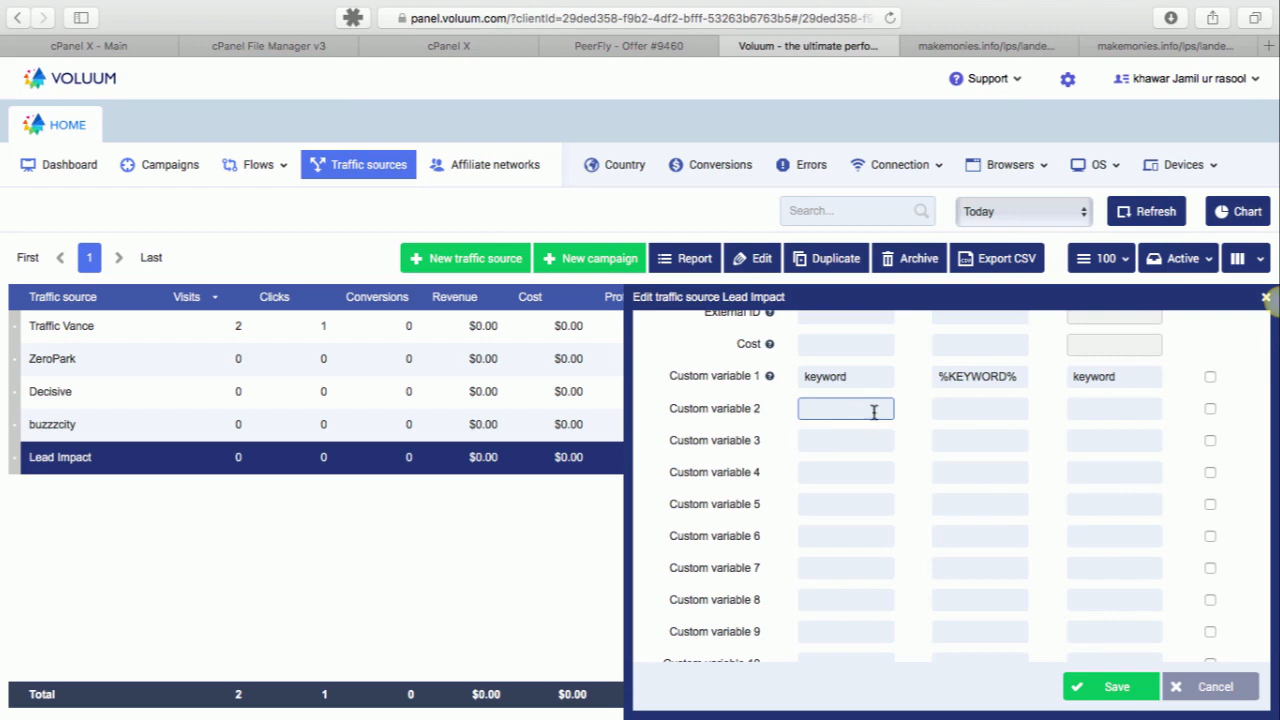 panel.voluum.com/?clientId=29ded358-f9b2-4df2-bfff-53263b6763b5#/29ded358-f9
cPanel X - Main
cPanel File Manager v3
cPanel X
PeerFly - Offer #9460
Voluum - the ultimate perfo...
makemonies.info/lps/lande...
makemonies.info/lps/lande...
VOLUUM
Support
khawar Jamil ur rasool
HOME
Dashboard
Campaigns
Flows
Traffic sources
Affiliate networks
Country
Conversions
Errors
Connection
Browsers
OS
Devices
Search...
Today
Refresh
Chart
First
1
Last
+ New traffic source
+ New campaign
Report
Edit
Duplicate
Archive
Export CSV
100
Active
Traffic source Visits Clicks Conversions Revenue Cost Pro
Traffic Vance 2 1 0 $0.00 $0.00
ZeroPark 0 0 0 $0.00 $0.00
Decisive 0 0 0 $0.00 $0.00
buzzzcity 0 0 0 $0.00 $0.00
Lead Impact 0 0 0 $0.00 $0.00
Total 2 1 0 $0.00 $0.00
Edit traffic source Lead Impact
External ID
Cost
Custom variable 1 keyword %KEYWORD% keyword
Custom variable 2
Custom variable 3
Custom variable 4
Custom variable 5
Custom variable 6
Custom variable 7
Custom variable 8
Custom variable 9
Custom variable 10
Save
Cancel